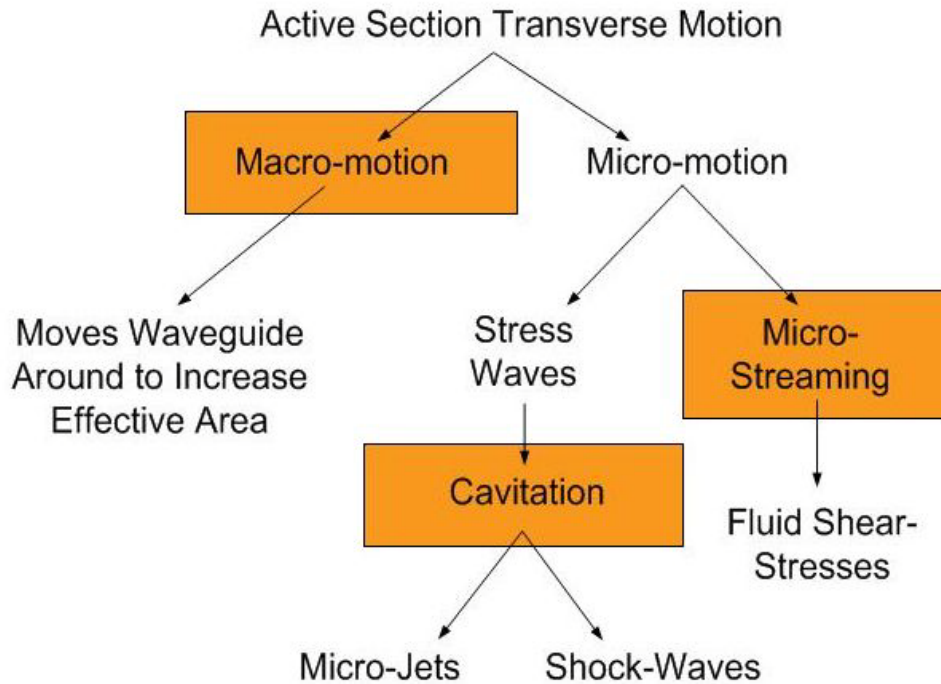 Active Section Transverse Motion
Macro-motion
Micro-motion
Moves Waveguide
Around to Increase
Effective Area
Stress
Waves
Micro-
Streaming
Cavitation
Fluid Shear-
Stresses
Micro-Jets
Shock-Waves